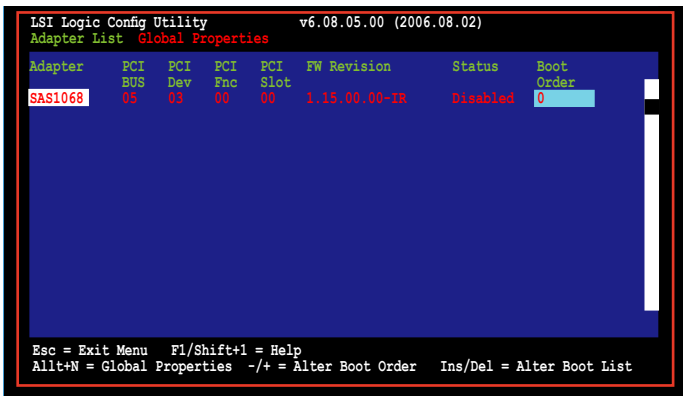 LSI Logic Config Utility v6.08.05.00 (2006.08.02)
Adapter List Global Properties
Adapter PCI PCI PCI PCI FW Revision Status Boot
BUS Dev Fnc Slot Order
SAS1068 05 03 00 00 1.15.00.00-IR Disabled 0
Esc = Exit Menu F1/Shift+1 = Help
Allt+N = Global Properties -/+ = Alter Boot Order Ins/Del = Alter Boot List